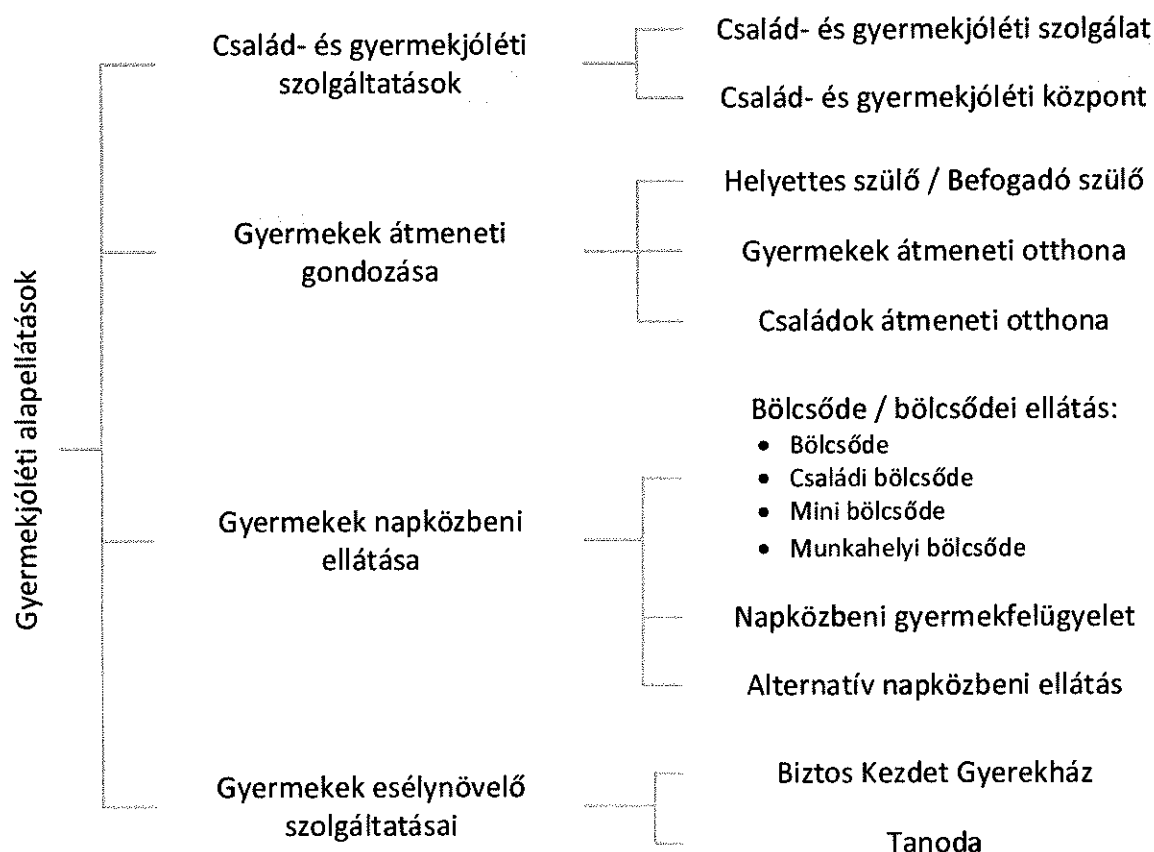 Gyermekjóléti alapellátások
Család- és gyermekjóléti
szolgáltatások
Család- és gyermekjóléti szolgálat
Család- és gyermekjóléti központ
Gyermekek átmeneti
gondozása
Helyettes szülő / Befogadó szülő
Gyermekek átmeneti otthona
Családok átmeneti otthona
Gyermekek napközbeni
ellátása
Bölcsőde / bölcsődei ellátás:
• Bölcsőde
• Családi bölcsőde
• Mini bölcsőde
• Munkahelyi bölcsőde
Napközbeni gyermekfelügyelet
Alternatív napközbeni ellátás
Gyermekek esélynövelő
szolgáltatásai
Biztos Kezdet Gyerekház
Tanoda